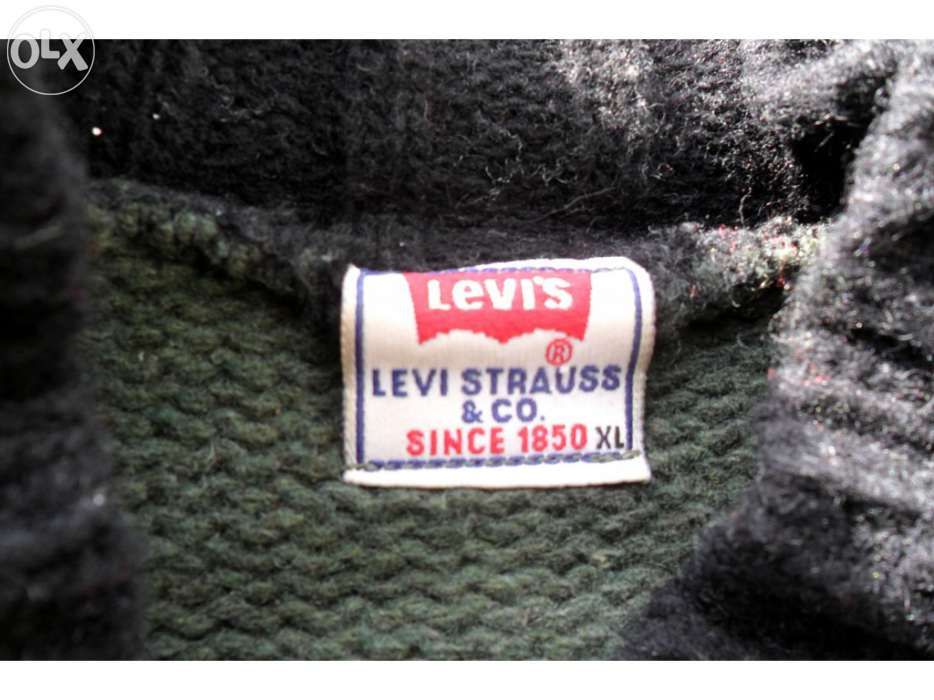 OLX
LEVI'S
®
LEVI STRAUSS
& CO.
SINCE 1850 XL